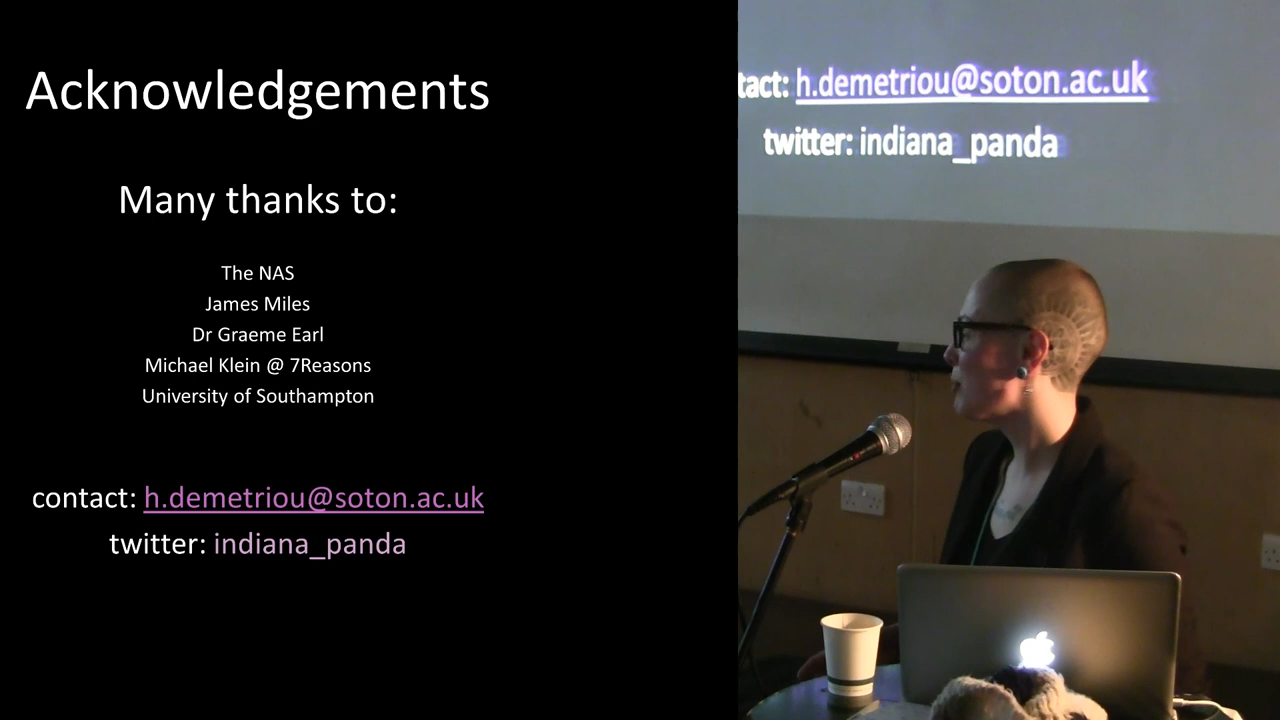 Acknowledgements
Many thanks to:
The NAS
James Miles
Dr Graeme Earl
Michael Klein @ 7Reasons
University of Southampton
contact: h.demetriou@soton.ac.uk
twitter: indiana_panda
tact: h.demetriou@soton.ac.uk
twitter: indiana_panda